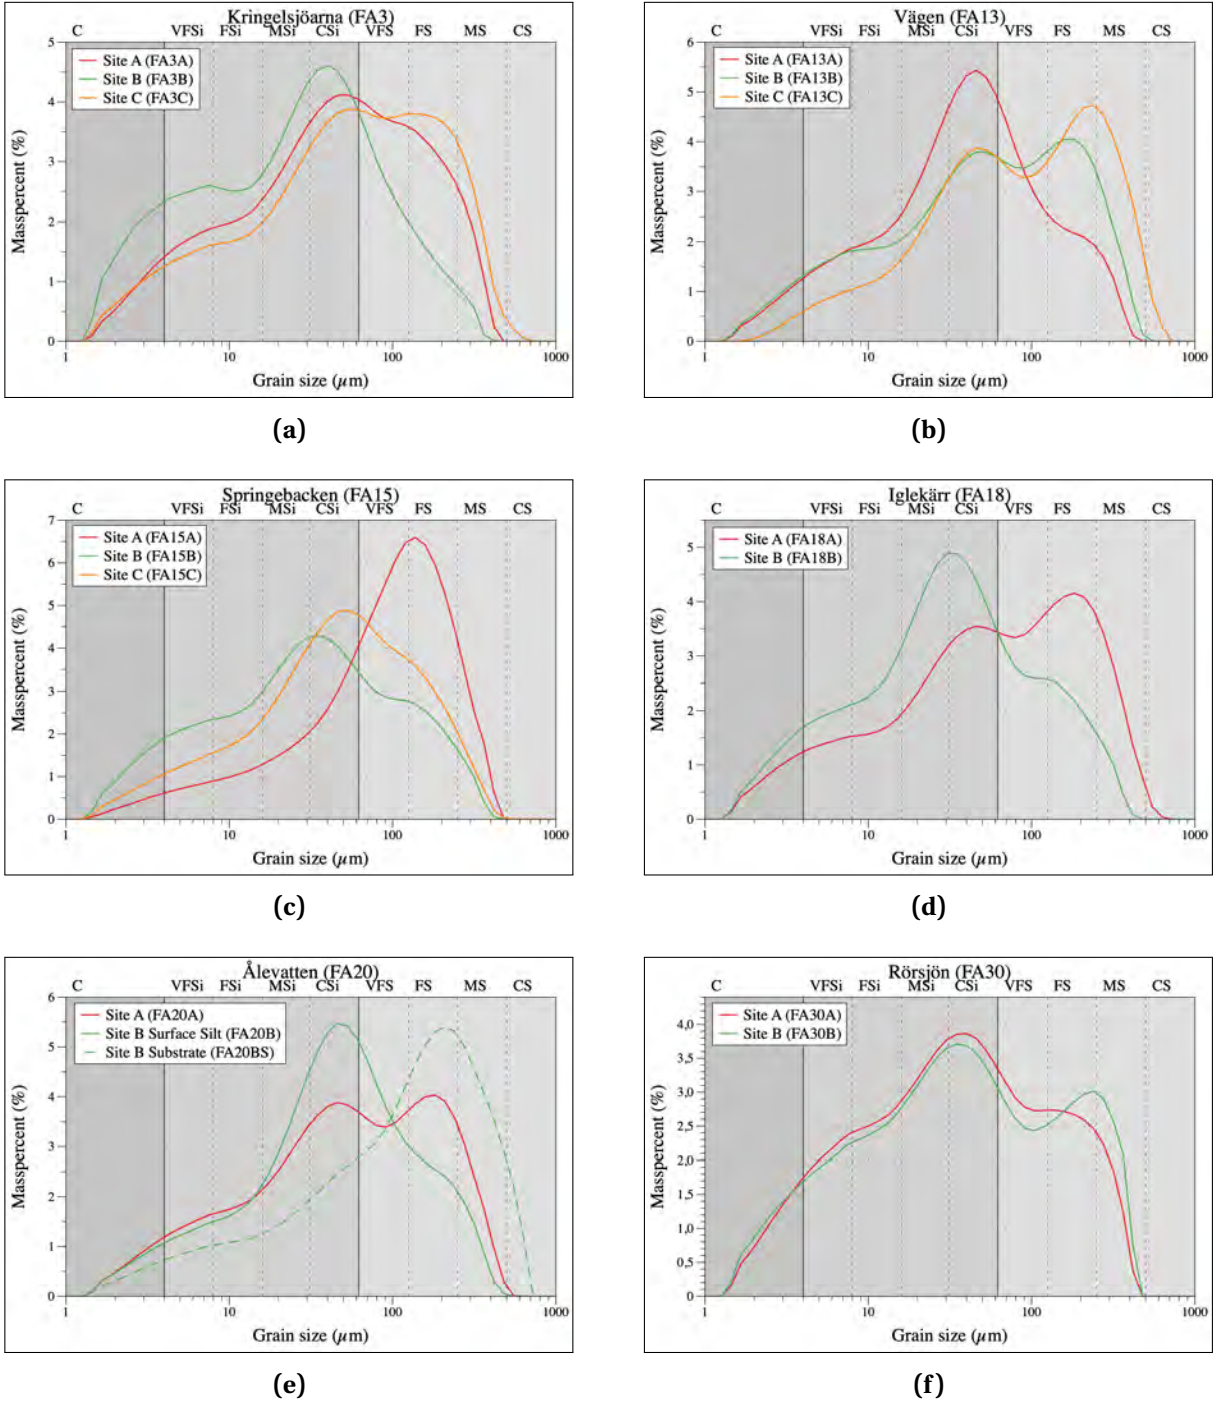 Kringelsjöarna (FA3)
C VFSi FSi MSi CSi VFS FS MS CS
Site A (FA3A)
Site B (FA3B)
Site C (FA3C)
Masspercent (%)
5
4
3
2
1
0
1 10 100 1000
Grain size (µm)
(a)
Vägen (FA13)
C VFSi FSi MSi CSi VFS FS MS CS
Site A (FA13A)
Site B (FA13B)
Site C (FA13C)
Masspercent (%)
6
5
4
3
2
1
0
1 10 100 1000
Grain size (µm)
(b)
Springebacken (FA15)
C VFSi FSi MSi CSi VFS FS MS CS
Site A (FA15A)
Site B (FA15B)
Site C (FA15C)
Masspercent (%)
7
6
5
4
3
2
1
0
1 10 100 1000
Grain size (µm)
(c)
Iglekärr (FA18)
C VFSi FSi MSi CSi VFS FS MS CS
Site A (FA18A)
Site B (FA18B)
Masspercent (%)
5
4
3
2
1
0
1 10 100 1000
Grain size (µm)
(d)
Ålevatten (FA20)
C VFSi FSi MSi CSi VFS FS MS CS
Site A (FA20A)
Site B Surface Silt (FA20B)
Site B Substrate (FA20BS)
Masspercent (%)
6
5
4
3
2
1
0
1 10 100 1000
Grain size (µm)
(e)
Rörsjön (FA30)
C VFSi FSi MSi CSi VFS FS MS CS
Site A (FA30A)
Site B (FA30B)
Masspercent (%)
4,0
3,5
3,0
2,5
2,0
1,5
1,0
0,5
0
1 10 100 1000
Grain size (µm)
(f)